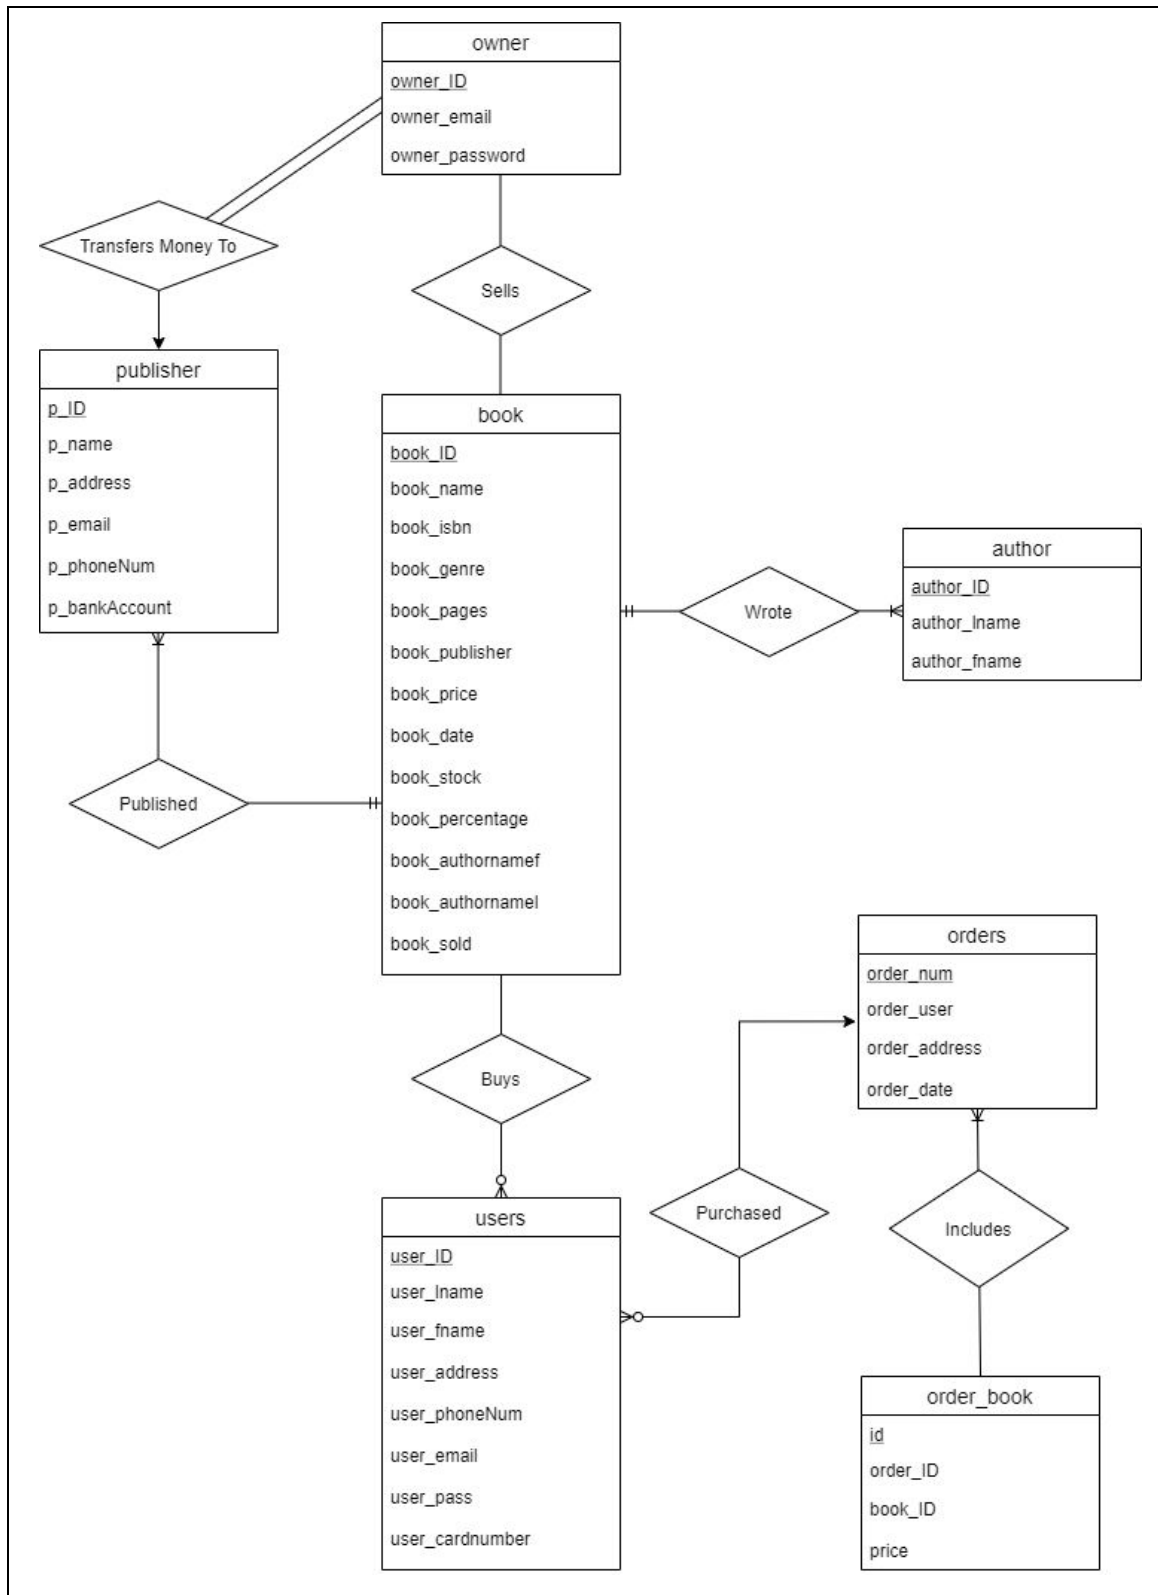 owner
owner_ID
owner_email
owner_password
Transfers Money To
Sells
publisher
p_ID
p_name
p_address
p_email
p_phoneNum
p_bankAccount
book
book_ID
book_name
book_isbn
book_genre
book_pages
book_publisher
book_price
book_date
book_stock
book_percentage
book_authornamef
book_authornamel
book_sold
Wrote
author
author_ID
author_lname
author_fname
Published
Buys
orders
order_num
order_user
order_address
order_date
Purchased
Includes
users
user_ID
user_lname
user_fname
user_address
user_phoneNum
user_email
user_pass
user_cardnumber
order_book
id
order_ID
book_ID
price